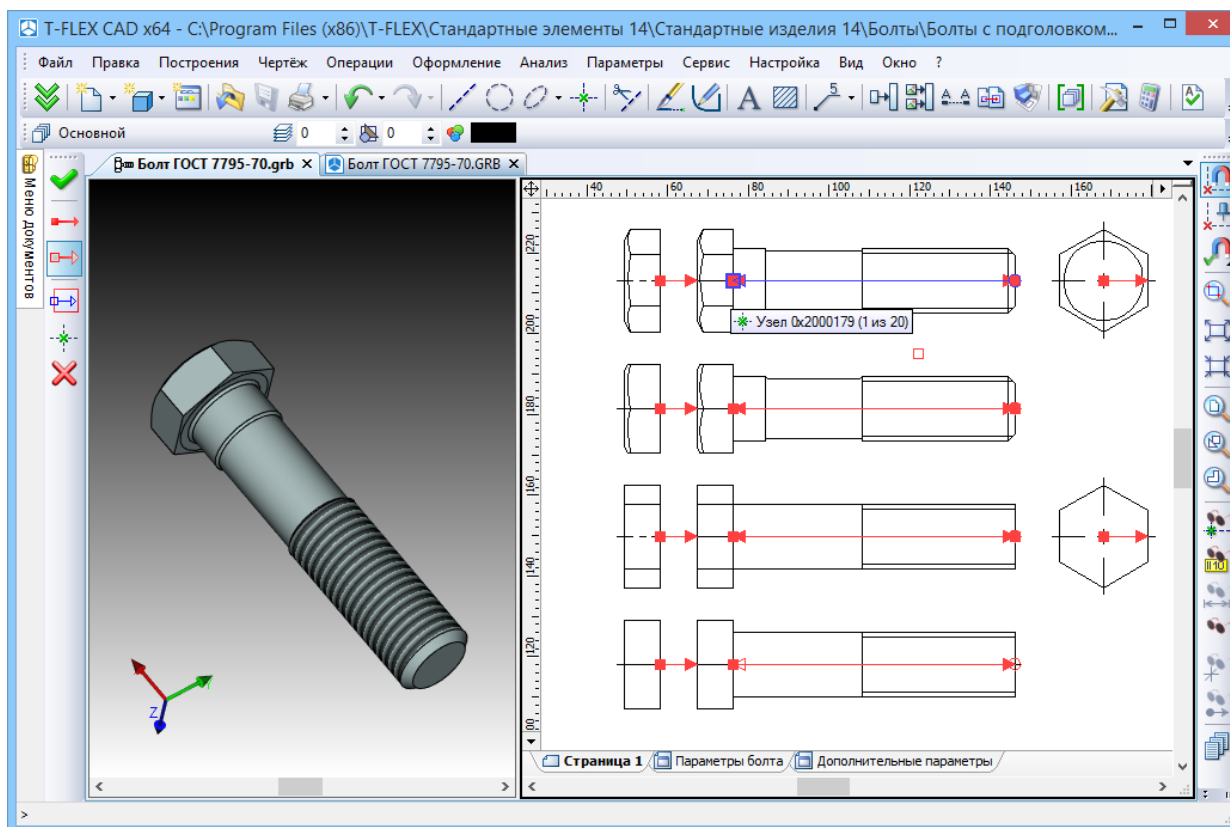 T-FLEX CAD x64 - C:\Program Files (x86)\T-FLEX\Стандартные элементы 14\Стандартные изделия 14\Болты\Болты с подголовком...
Файл Правка Построения Чертёж Операции Оформление Анализ Параметры Сервис Настройка Вид Окно ?
5
Основной 0 0
Меню документов
Болт ГОСТ 7795-70.grb Болт ГОСТ 7795-70.GRB
40 60 80 100 120 140 160
220
200
180
160
140
120
00
Узел 0x2000179 (1 из 20)
Z
Y
Страница 1 Параметры болта Дополнительные параметры
>